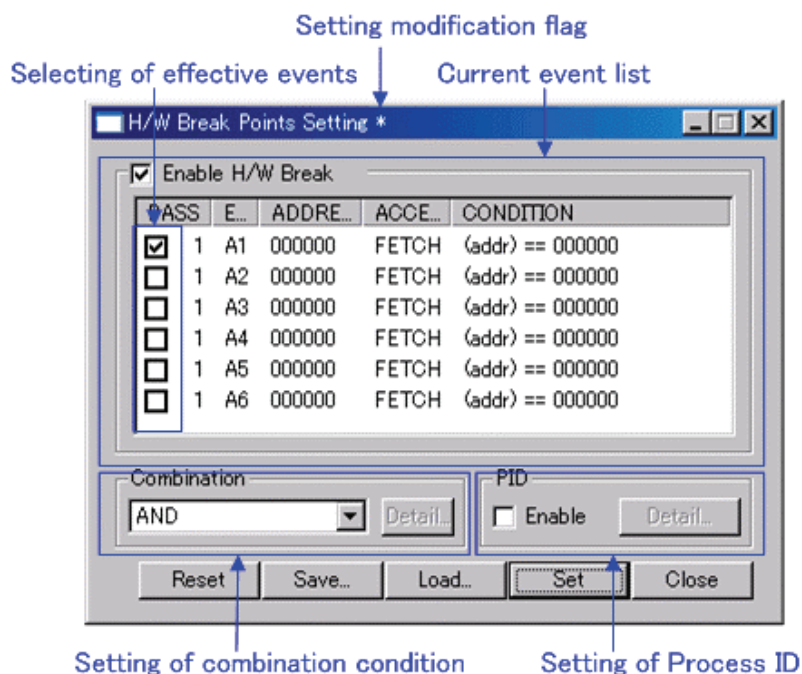 Setting modification flag
Selecting of effective events
Current event list
H/W Break Points Setting *
Enable H/W Break
PASS E... ADDRE... ACCE... CONDITION
1 A1 000000 FETCH (addr) == 000000
1 A2 000000 FETCH (addr) == 000000
1 A3 000000 FETCH (addr) == 000000
1 A4 000000 FETCH (addr) == 000000
1 A5 000000 FETCH (addr) == 000000
1 A6 000000 FETCH (addr) == 000000
Combination
AND Detail...
PID
Enable Detail...
Reset Save... Load... Set Close
Setting of combination condition
Setting of Process ID